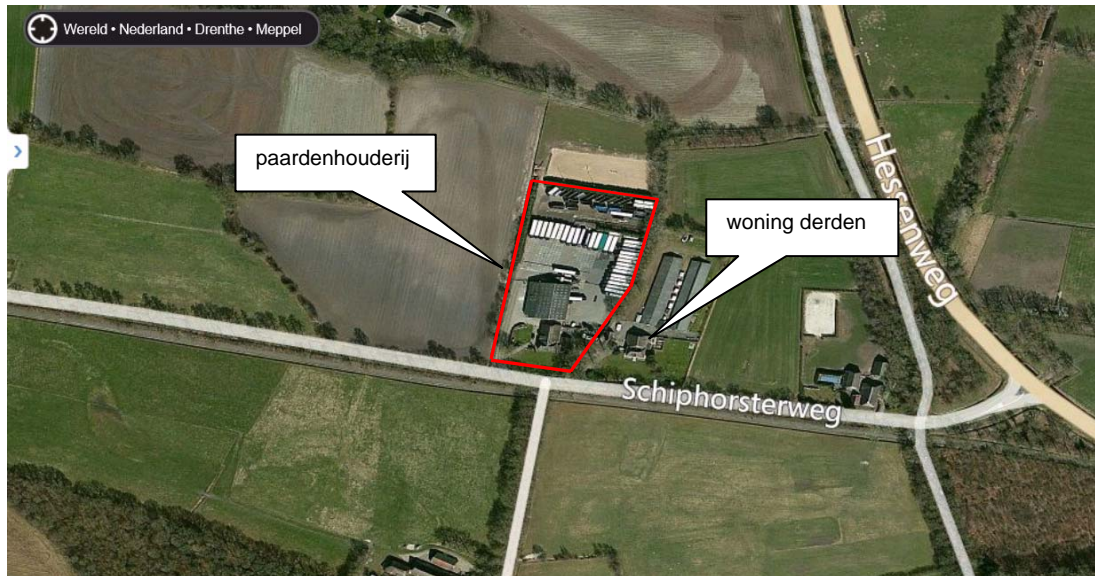 Wereld • Nederland • Drenthe • Meppel
paardenhouderij
woning derden
Hessenweg
Schiphorsterweg